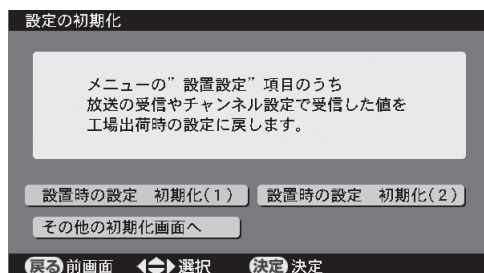 設定の初期化
メニューの”設置設定”項目のうち
放送の受信やチャンネル設定で受信した値を
工場出荷時の設定に戻します。
設置時の設定　初期化(1)　設置時の設定　初期化(2)
その他の初期化画面へ
戻る 前画面　選択　決定 決定